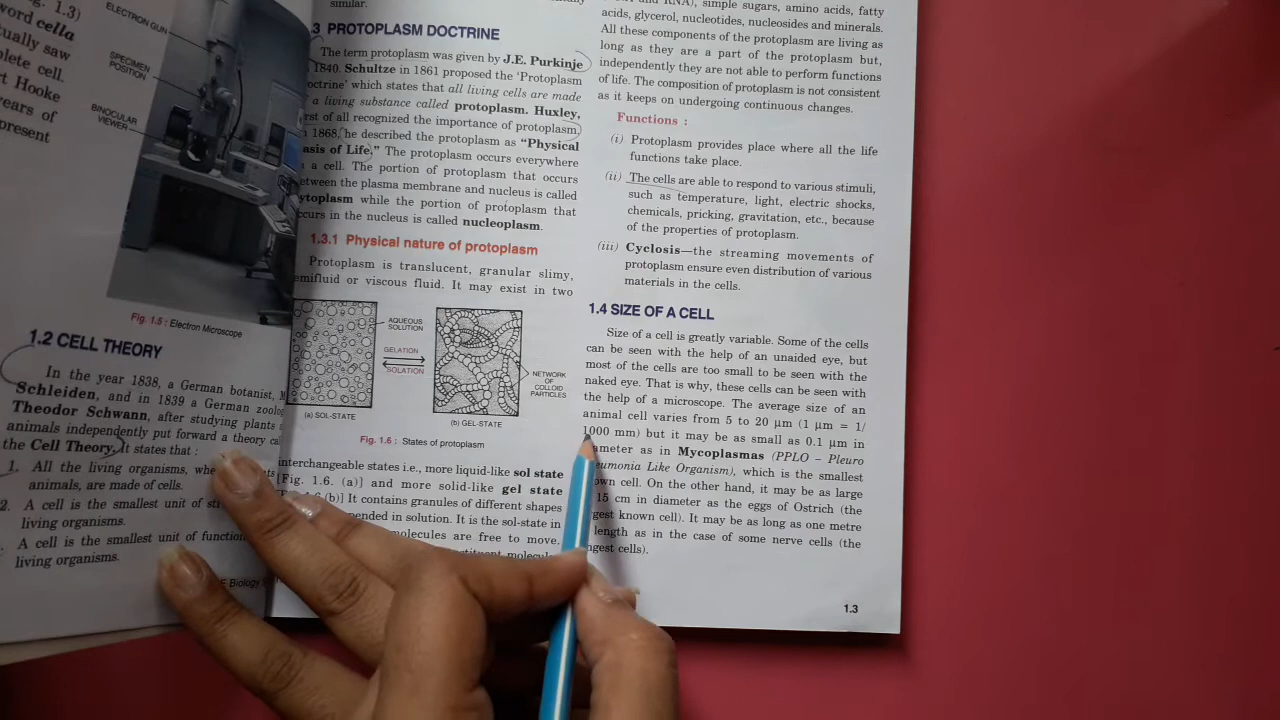 g. 1.3)
word cella
tually saw
plete cell.
rt Hooke
years of
present
ELECTRON GUN
SPECIMEN
POSITION
BINOCULAR
VIEWER
Fig. 1.5 : Electron Microscope
1.2 CELL THEORY
In the year 1838, a German botanist,
Schleiden, and in 1839 a German
Theodor Schwann, after studying plants
animals independently put forward a theory
the Cell Theory. It states that :
1. All the living organisms,
animals, are made of cells.
2. A cell is the smallest unit of
living organisms.
A cell is the smallest unit of function
living organisms.
Biology
similar.
.3 PROTOPLASM DOCTRINE
The term protoplasm was given by J.E. Purkinje
1840. Schultze in 1861 proposed the 'Protoplasm
octrine' which states that all living cells are made
a living substance called protoplasm. Huxley,
rst of all recognized the importance of protoplasm.
1868, he described the protoplasm as "Physical
asis of Life." The protoplasm occurs everywhere
a cell. The portion of protoplasm that occurs
etween the plasma membrane and nucleus is called
ytoplasm while the portion of protoplasm that
ccurs in the nucleus is called nucleoplasm.
1.3.1 Physical nature of protoplasm
Protoplasm is translucent, granular slimy,
emifluid or viscous fluid. It may exist in two
AQUEOUS
SOLUTION
GELATION
SOLATION
NETWORK
OF
COLLOID
PARTICLES
(a) SOL-STATE
(b) GEL-STATE
Fig. 1.6 : States of protoplasm
interchangeable states i.e., more liquid-like sol state
[Fig. 1.6. (a)] and more solid-like gel state
(b)] It contains granules of different shapes
pended in solution. It is the sol-state in
molecules are free to move.
simple sugars, amino acids, fatty
acids, glycerol, nucleotides, nucleosides and minerals.
All these components of the protoplasm are living as
long as they are a part of the protoplasm but,
independently they are not able to perform functions
of life. The composition of protoplasm is not consistent
as it keeps on undergoing continuous changes.
Functions :
(i) Protoplasm provides place where all the life
functions take place.
(ii) The cells are able to respond to various stimuli,
such as temperature, light, electric shocks,
chemicals, pricking, gravitation, etc., because
of the properties of protoplasm.
(iii) Cyclosis—the streaming movements of
protoplasm ensure even distribution of various
materials in the cells.
1.4 SIZE OF A CELL
Size of a cell is greatly variable. Some of the cells
can be seen with the help of an unaided eye, but
most of the cells are too small to be seen with the
naked eye. That is why, these cells can be seen with
the help of a microscope. The average size of an
animal cell varies from 5 to 20 µm (1 µm = 1/
1000 mm) but it may be as small as 0.1 µm in
ameter as in Mycoplasmas (PPLO – Pleuro
eumonia Like Organism), which is the smallest
own cell. On the other hand, it may be as large
15 cm in diameter as the eggs of Ostrich (the
rgest known cell). It may be as long as one metre
length as in the case of some nerve cells (the
ngest cells).
1.3